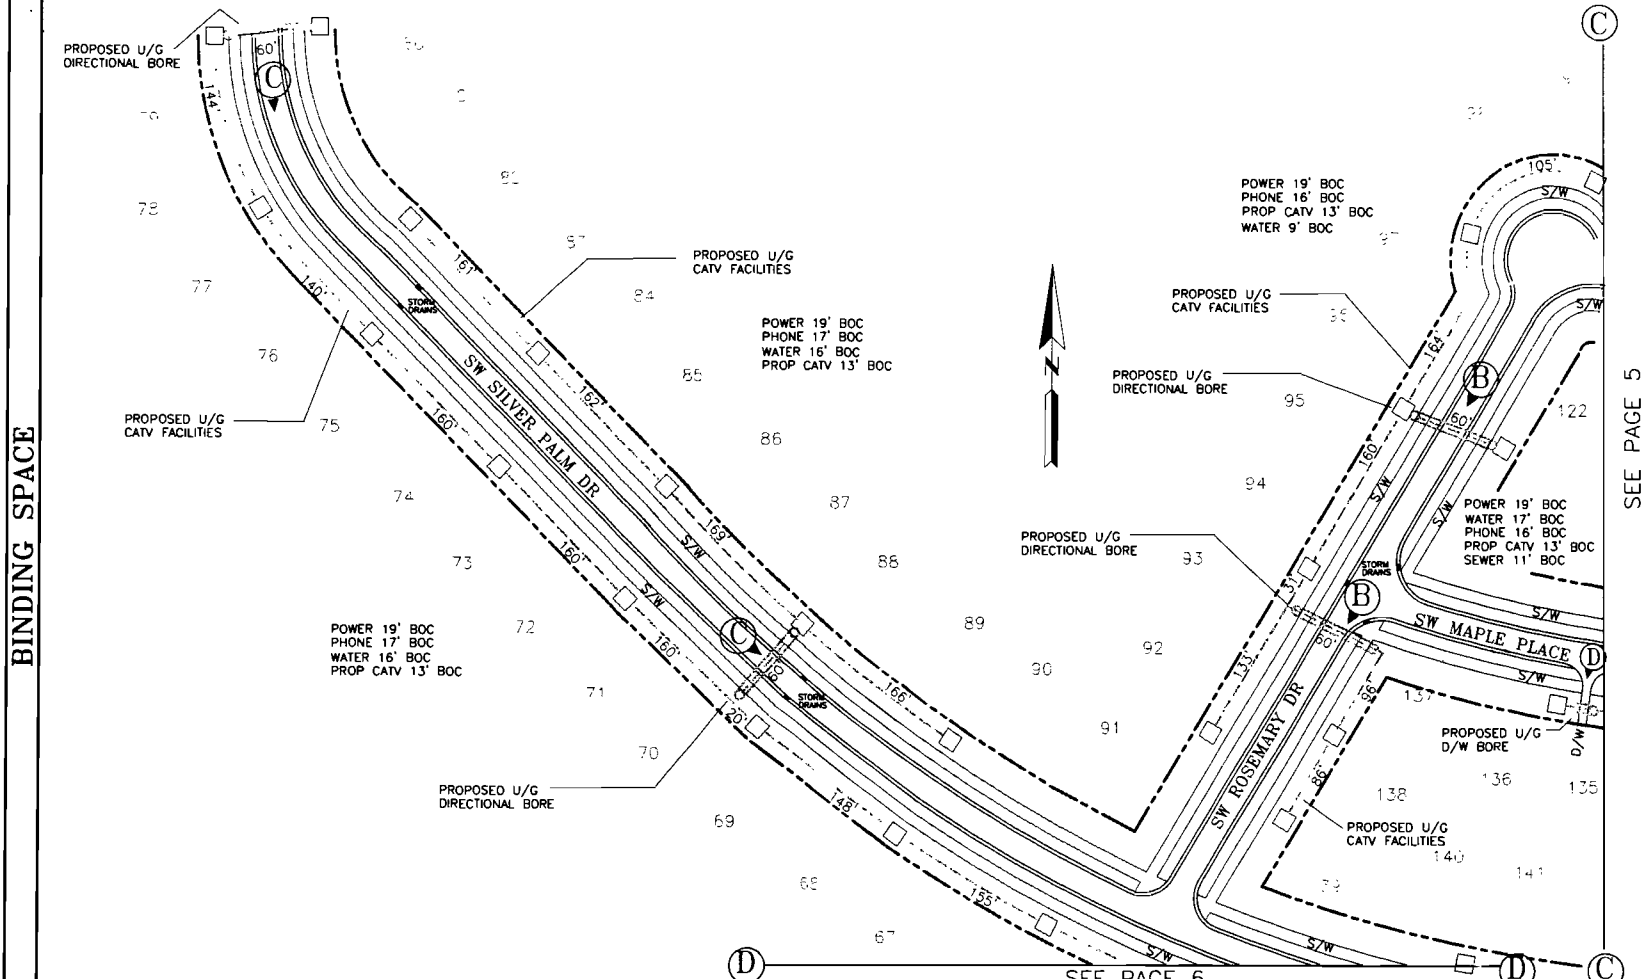 PROPOSED U/G
DIRECTIONAL BORE
60'
C
144'
78
77
76
75
74
73
72
71
70
69
68
67
140'
160'
160'
160'
20'
148'
155'
161'
162'
169'
166'
STORM
DRAINS
SW SILVER PALM DR
S/W
S/W
C
60'
STORM
DRAINS
S/W
PROPOSED U/G
CATV FACILITIES
PROPOSED U/G
CATV FACILITIES
POWER 19' BOC
PHONE 17' BOC
WATER 16' BOC
PROP CATV 13' BOC
POWER 19' BOC
PHONE 17' BOC
WATER 16' BOC
PROP CATV 13' BOC
PROPOSED U/G
DIRECTIONAL BORE
84
85
86
87
88
89
90
91
92
93
94
95
N
POWER 19' BOC
PHONE 16' BOC
PROP CATV 13' BOC
WATER 9' BOC
97
105'
S/W
S/W
PROPOSED U/G
CATV FACILITIES
164'
B
PROPOSED U/G
DIRECTIONAL BORE
60'
122
160'
S/W
S/W
POWER 19' BOC
WATER 17' BOC
PHONE 16' BOC
PROP CATV 13' BOC
SEWER 11' BOC
PROPOSED U/G
DIRECTIONAL BORE
131'
STORM
DRAINS
B
60'
133'
S/W
SW MAPLE PLACE
D
S/W
SW ROSEMARY DR
96'
86'
137
PROPOSED U/G
D/W BORE
D/W
136
135
138
PROPOSED U/G
CATV FACILITIES
140
141
S/W
C
SEE PAGE 5
C
D
SEE PAGE 6
D
BINDING SPACE